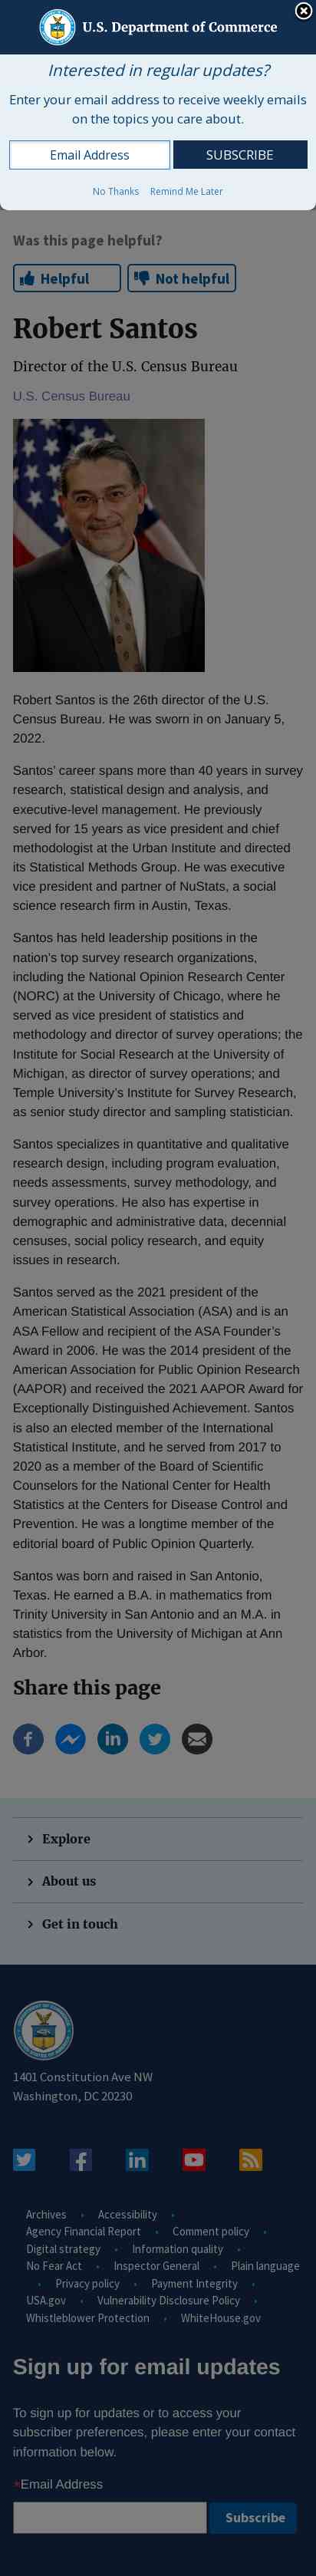 U.S. Department of Commerce
Interested in regular updates?
Enter your email address to receive weekly emails
on the topics you care about.
Email Address SUBSCRIBE
No Thanks Remind Me Later
Was this page helpful?
Helpful Not helpful
Robert Santos
Director of the U.S. Census Bureau
U.S. Census Bureau
Robert Santos is the 26th director of the U.S.
Census Bureau. He was sworn in on January 5,
2022.
Santos’ career spans more than 40 years in survey
research, statistical design and analysis, and
executive-level management. He previously
served for 15 years as vice president and chief
methodologist at the Urban Institute and directed
its Statistical Methods Group. He was executive
vice president and partner of NuStats, a social
science research firm in Austin, Texas.
Santos has held leadership positions in the
nation’s top survey research organizations,
including the National Opinion Research Center
(NORC) at the University of Chicago, where he
served as vice president of statistics and
methodology and director of survey operations; the
Institute for Social Research at the University of
Michigan, as director of survey operations; and
Temple University’s Institute for Survey Research,
as senior study director and sampling statistician.
Santos specializes in quantitative and qualitative
research design, including program evaluation,
needs assessments, survey methodology, and
survey operations. He also has expertise in
demographic and administrative data, decennial
censuses, social policy research, and equity
issues in research.
Santos served as the 2021 president of the
American Statistical Association (ASA) and is an
ASA Fellow and recipient of the ASA Founder’s
Award in 2006. He was the 2014 president of the
American Association for Public Opinion Research
(AAPOR) and received the 2021 AAPOR Award for
Exceptionally Distinguished Achievement. Santos
is also an elected member of the International
Statistical Institute, and he served from 2017 to
2020 as a member of the Board of Scientific
Counselors for the National Center for Health
Statistics at the Centers for Disease Control and
Prevention. He was a longtime member of the
editorial board of Public Opinion Quarterly.
Santos was born and raised in San Antonio,
Texas. He earned a B.A. in mathematics from
Trinity University in San Antonio and an M.A. in
statistics from the University of Michigan at Ann
Arbor.
Share this page
Explore
About us
Get in touch
1401 Constitution Ave NW
Washington, DC 20230
Archives • Accessibility •
Agency Financial Report • Comment policy •
Digital strategy • Information quality •
No Fear Act • Inspector General • Plain language
• Privacy policy • Payment Integrity •
USA.gov • Vulnerability Disclosure Policy •
Whistleblower Protection • WhiteHouse.gov
Sign up for email updates
To sign up for updates or to access your
subscriber preferences, please enter your contact
information below.
*Email Address
Subscribe